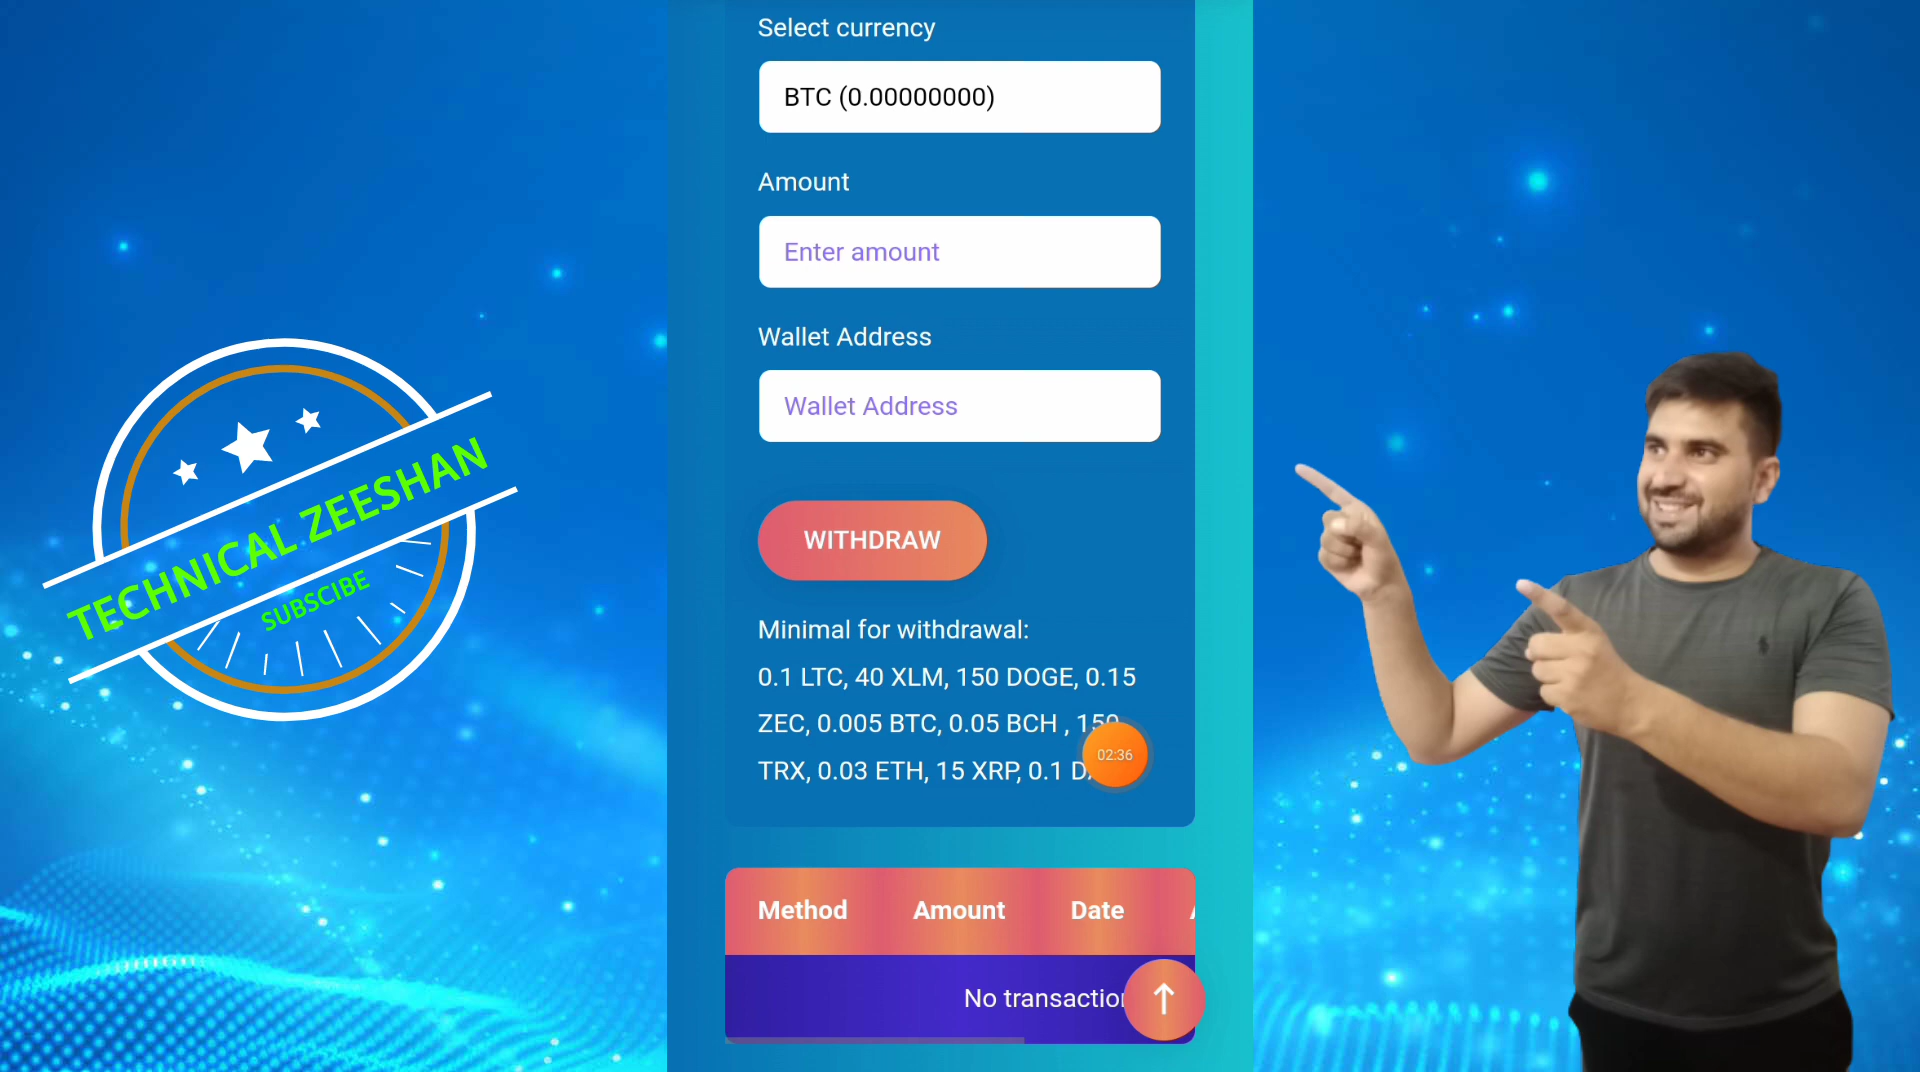 Select currency
BTC (0.00000000)
Amount
Enter amount
Wallet Address
Wallet Address
WITHDRAW
Minimal for withdrawal:
0.1 LTC, 40 XLM, 150 DOGE, 0.15
ZEC, 0.005 BTC, 0.05 BCH ,
TRX, 0.03 ETH, 15 XRP, 0.1
02:36
Method Amount Date
No
TECHNICAL ZEESHAN
SUBSCIBE